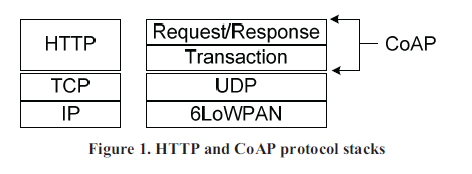 HTTP
TCP
IP
Request/Response
Transaction
UDP
6LoWPAN
CoAP
Figure 1. HTTP and CoAP protocol stacks